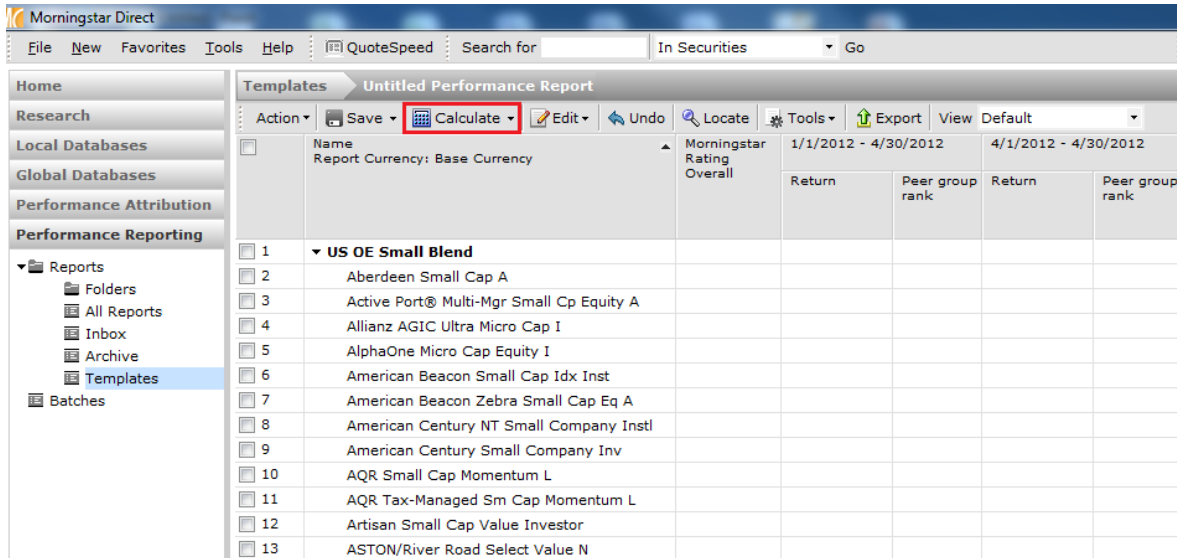 Morningstar Direct
File New Favorites Tools Help QuoteSpeed Search for In Securities Go
Home
Research
Local Databases
Global Databases
Performance Attribution
Performance Reporting
Reports
Folders
All Reports
Inbox
Archive
Templates
Batches
Templates Untitled Performance Report
Action Save Calculate Edit Undo Locate Tools Export View Default
Name
Report Currency: Base Currency
Morningstar
Rating
Overall
1/1/2012 - 4/30/2012 4/1/2012 - 4/30/2012
Return Peer group
rank
Return Peer group
rank
1 US OE Small Blend
2 Aberdeen Small Cap A
3 Active Port® Multi-Mgr Small Cp Equity A
4 Allianz AGIC Ultra Micro Cap I
5 AlphaOne Micro Cap Equity I
6 American Beacon Small Cap Idx Inst
7 American Beacon Zebra Small Cap Eq A
8 American Century NT Small Company Instl
9 American Century Small Company Inv
10 AQR Small Cap Momentum L
11 AQR Tax-Managed Sm Cap Momentum L
12 Artisan Small Cap Value Investor
13 ASTON/River Road Select Value N